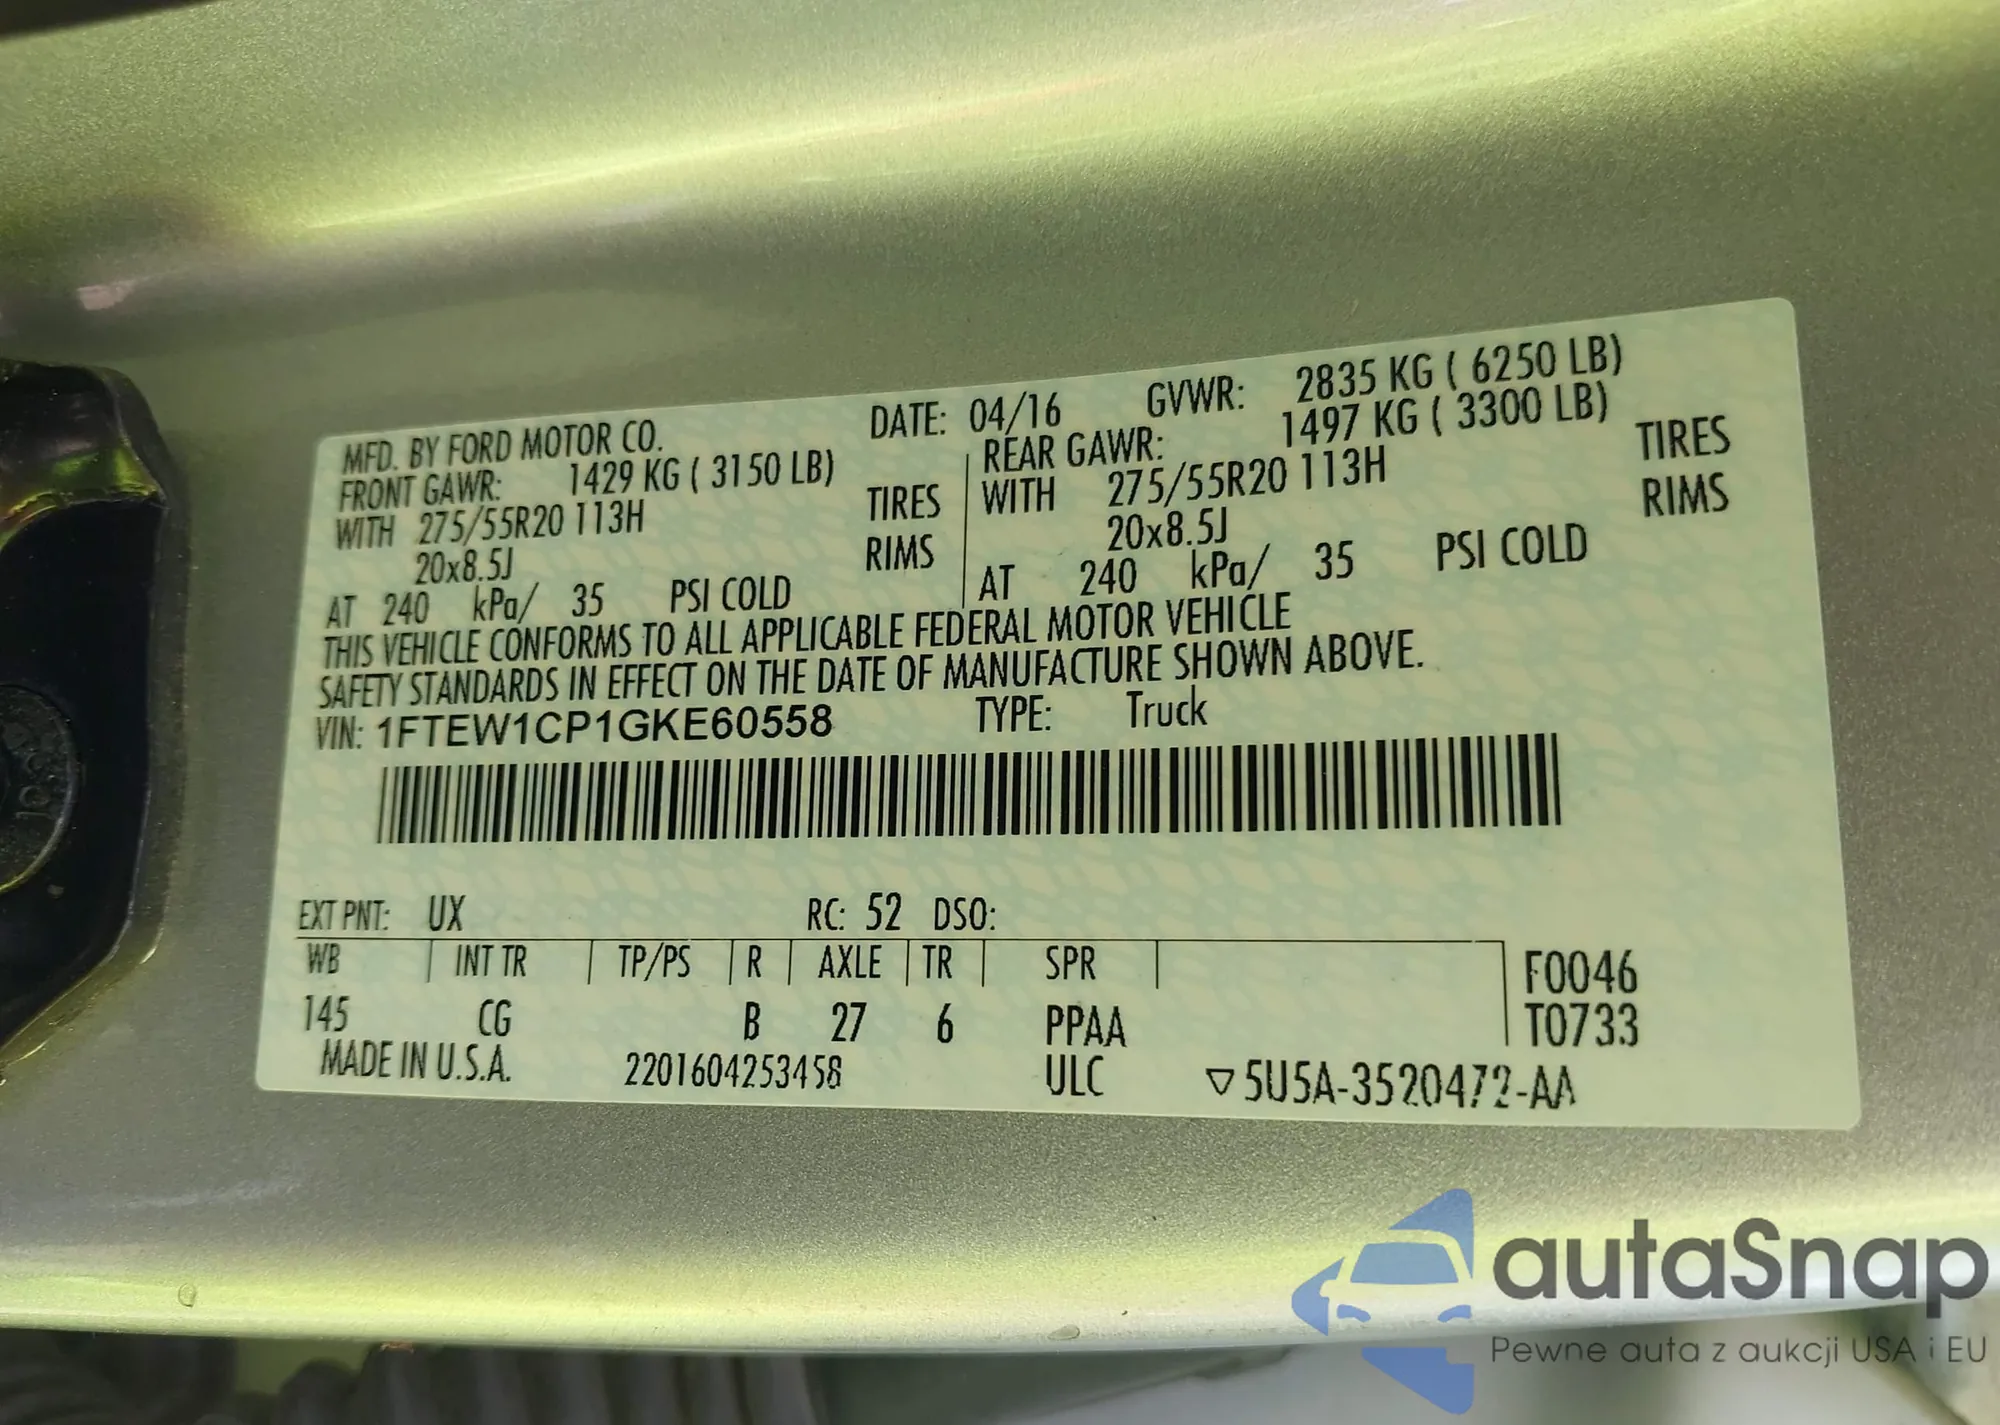 MFD. BY FORD MOTOR CO. DATE: 04/16 GVWR: 2835 KG ( 6250 LB)
FRONT GAWR: 1429 KG ( 3150 LB) REAR GAWR: 1497 KG ( 3300 LB)
WITH 275/55R20 113H TIRES WITH 275/55R20 113H TIRES
20x8.5J RIMS 20x8.5J RIMS
AT 240 kPa/ 35 PSI COLD AT 240 kPa/ 35 PSI COLD
THIS VEHICLE CONFORMS TO ALL APPLICABLE FEDERAL MOTOR VEHICLE
SAFETY STANDARDS IN EFFECT ON THE DATE OF MANUFACTURE SHOWN ABOVE.
VIN: 1FTEW1CP1GKE60558 TYPE: Truck
EXT PNT: UX RC: 52 DSO:
WB INT TR TP/PS R AXLE TR SPR F0046
145 CG B 27 6 PPAA T0733
MADE IN U.S.A. 2201604253458 ULC ▽5U5A-3520472-AA
autaSnap
Pewne auta z aukcji USA i EU